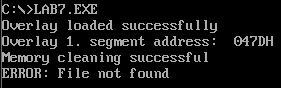 C:\>LAB7.EXE
Overlay loaded successfully
Overlay 1. segment address:  047DH
Memory cleaning successful
ERROR: File not found